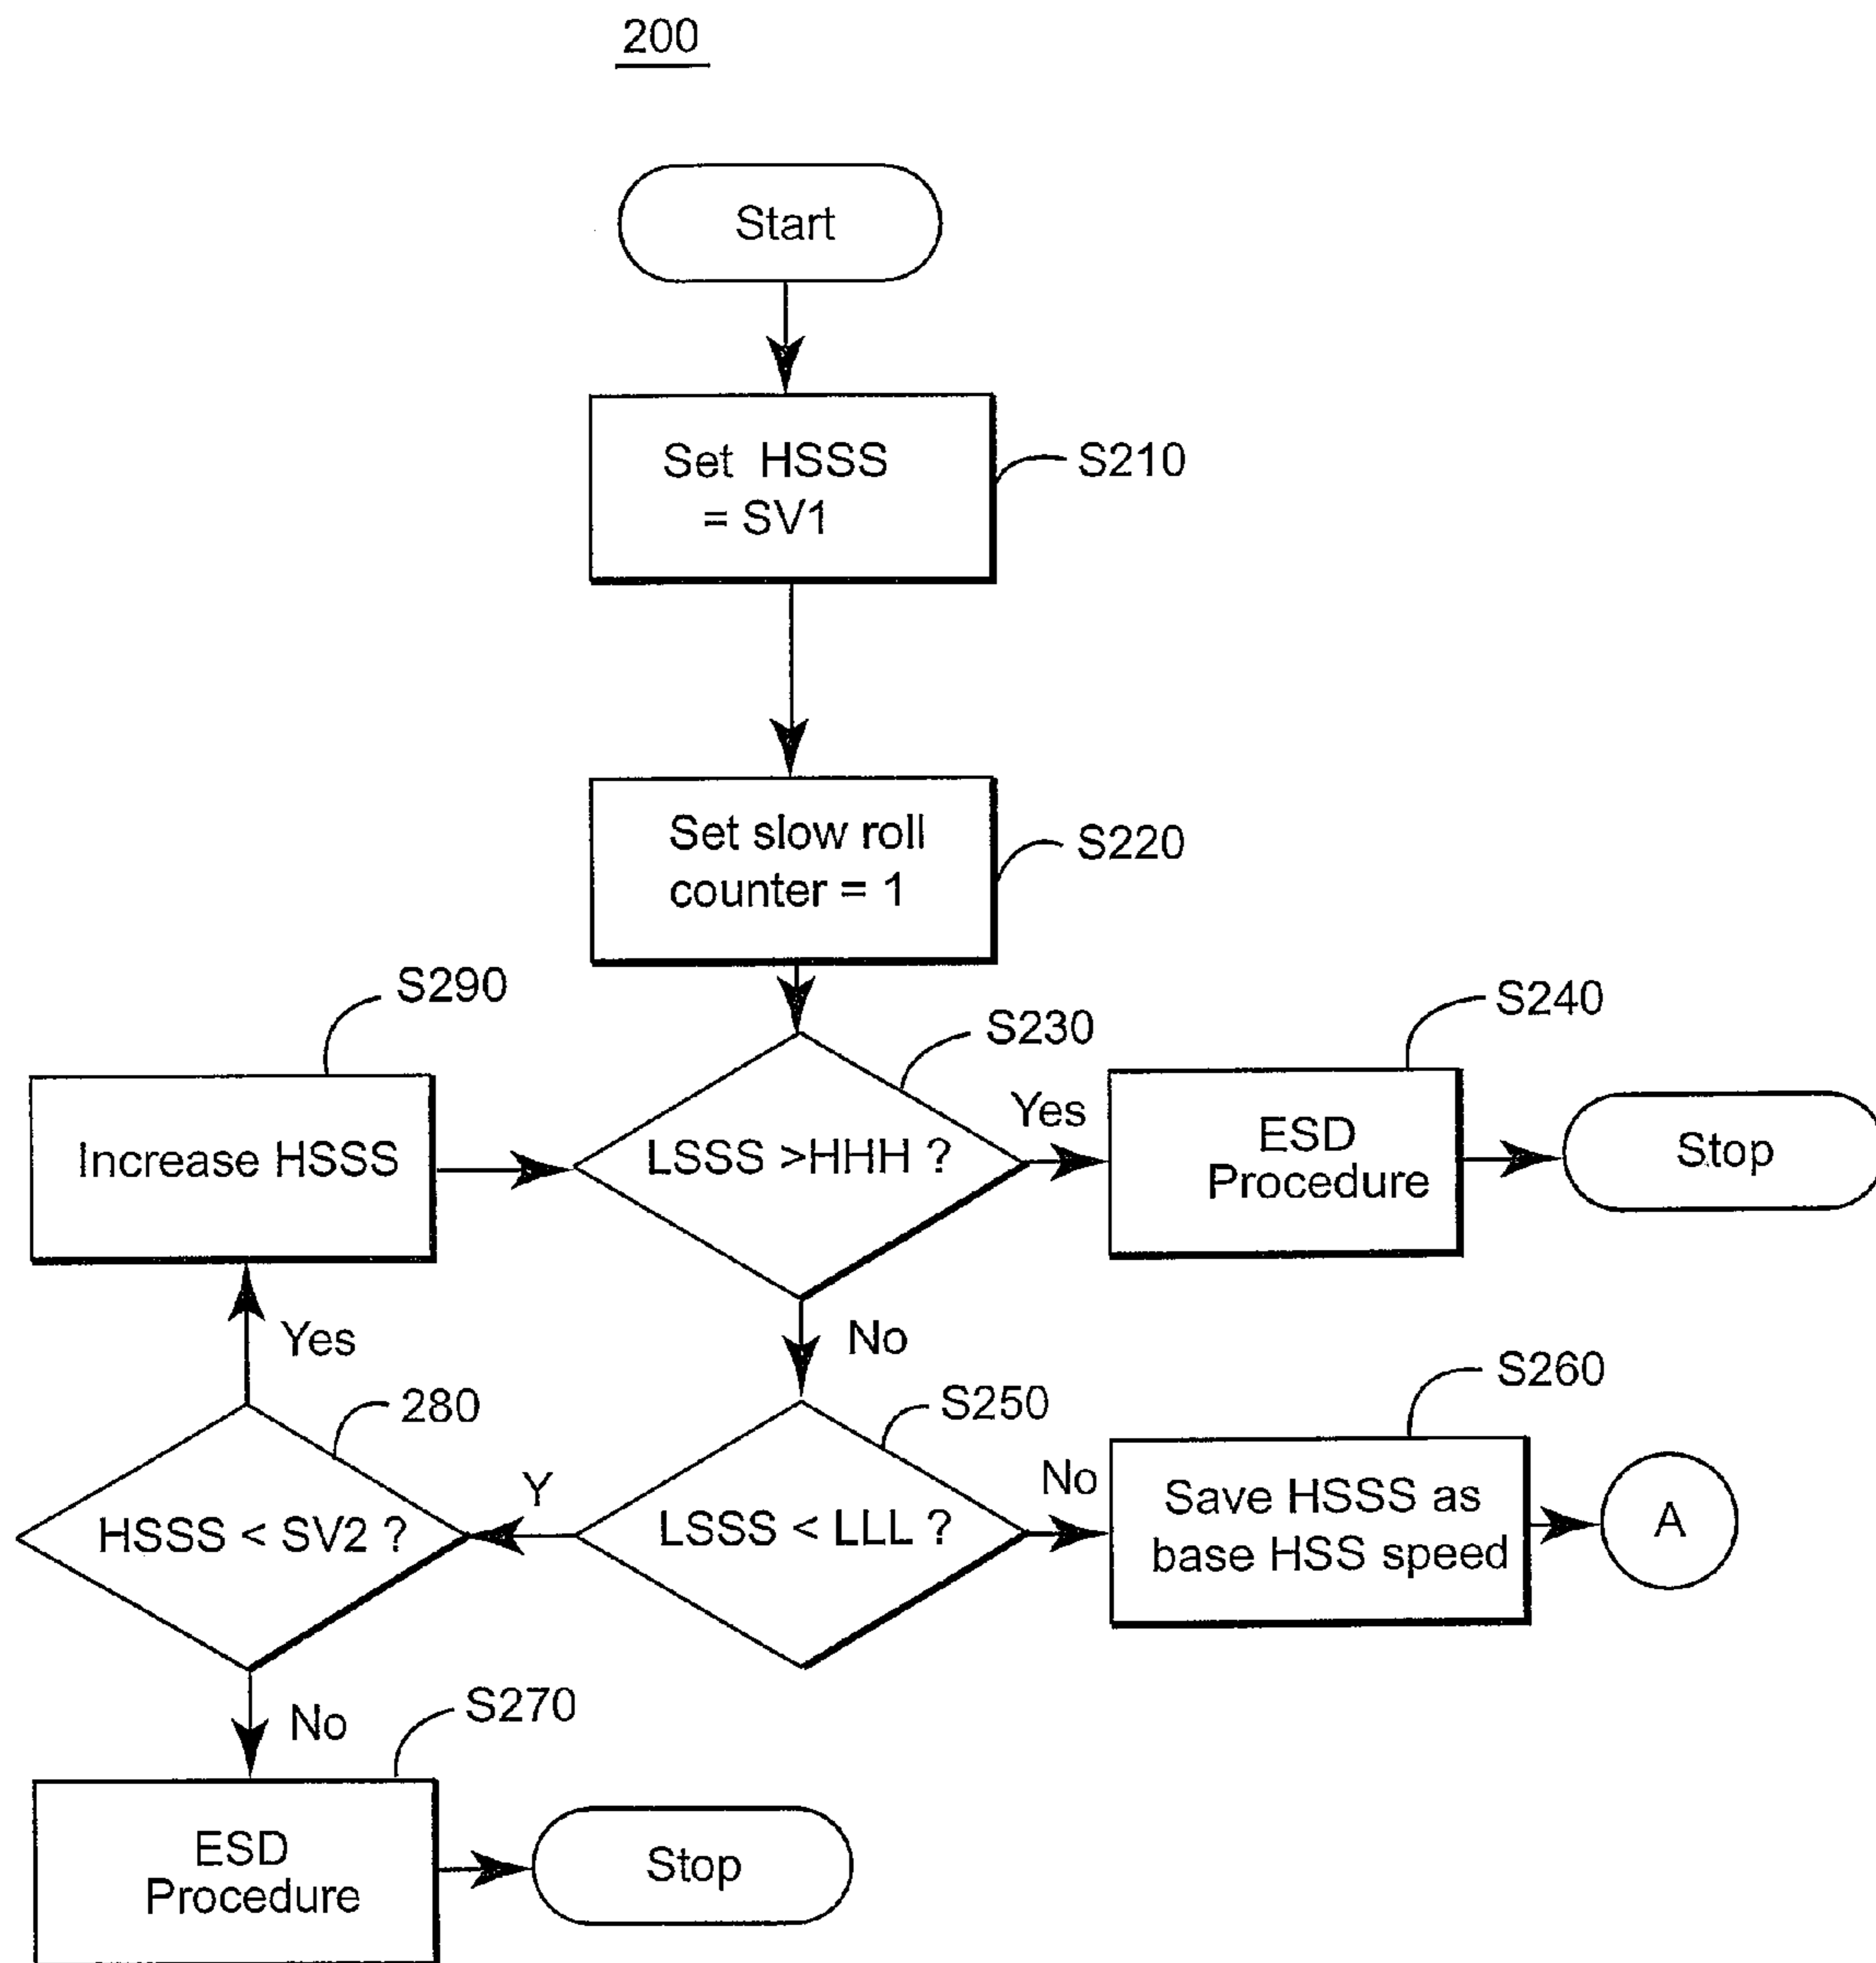 200
Start
Set HSSS
= SV1
S210
Set slow roll
counter = 1
S220
S290
S230
S240
Increase HSSS
LSSS >HHH ?
Yes
ESD
Procedure
Stop
Yes
No
280
S250
S260
HSSS < SV2 ?
Y
LSSS < LLL ?
No
Save HSSS as
base HSS speed
A
No
S270
ESD
Procedure
Stop